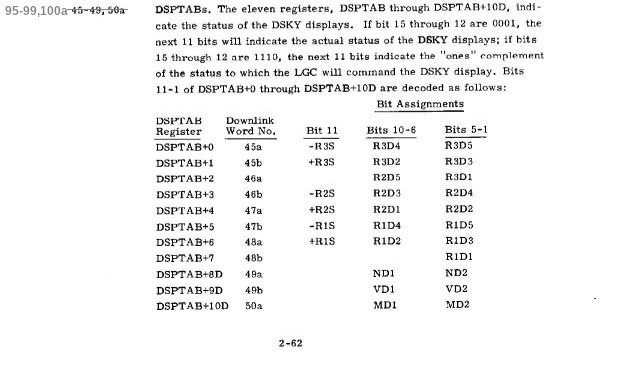 95-99,100a 45-49, 50a
DSPTABs. The eleven registers, DSPTAB through DSPTAB+10D, indi-
cate the status of the DSKY displays. If bit 15 through 12 are 0001, the
next 11 bits will indicate the actual status of the DSKY displays; if bits
15 through 12 are 1110, the next 11 bits indicate the "ones" complement
of the status to which the LGC will command the DSKY display. Bits
11-1 of DSPTAB+0 through DSPTAB+10D are decoded as follows:
Bit Assignments
DSPTAB Downlink
Register Word No. Bit 11 Bits 10-6 Bits 5-1
DSPTAB+0 45a -R3S R3D4 R3D5
DSPTAB+1 45b +R3S R3D2 R3D3
DSPTAB+2 46a R2D5 R3D1
DSPTAB+3 46b -R2S R2D3 R2D4
DSPTAB+4 47a +R2S R2D1 R2D2
DSPTAB+5 47b -R1S R1D4 R1D5
DSPTAB+6 48a +R1S R1D2 R1D3
DSPTAB+7 48b R1D1
DSPTAB+8D 49a ND1 ND2
DSPTAB+9D 49b VD1 VD2
DSPTAB+10D 50a MD1 MD2
2-62